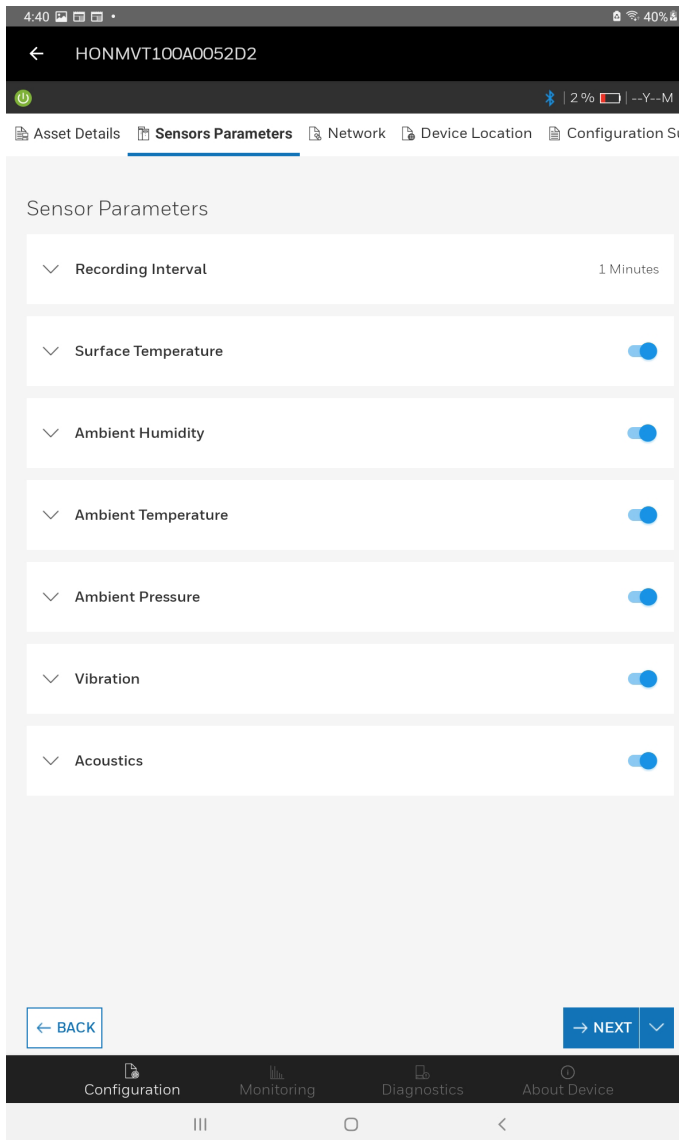 4:40
40%
HONMVT100A0052D2
2 %
--Y--M
Asset Details
Sensors Parameters
Network
Device Location
Configuration Su
Sensor Parameters
Recording Interval
1 Minutes
Surface Temperature
Ambient Humidity
Ambient Temperature
Ambient Pressure
Vibration
Acoustics
BACK
NEXT
Configuration
Monitoring
Diagnostics
About Device